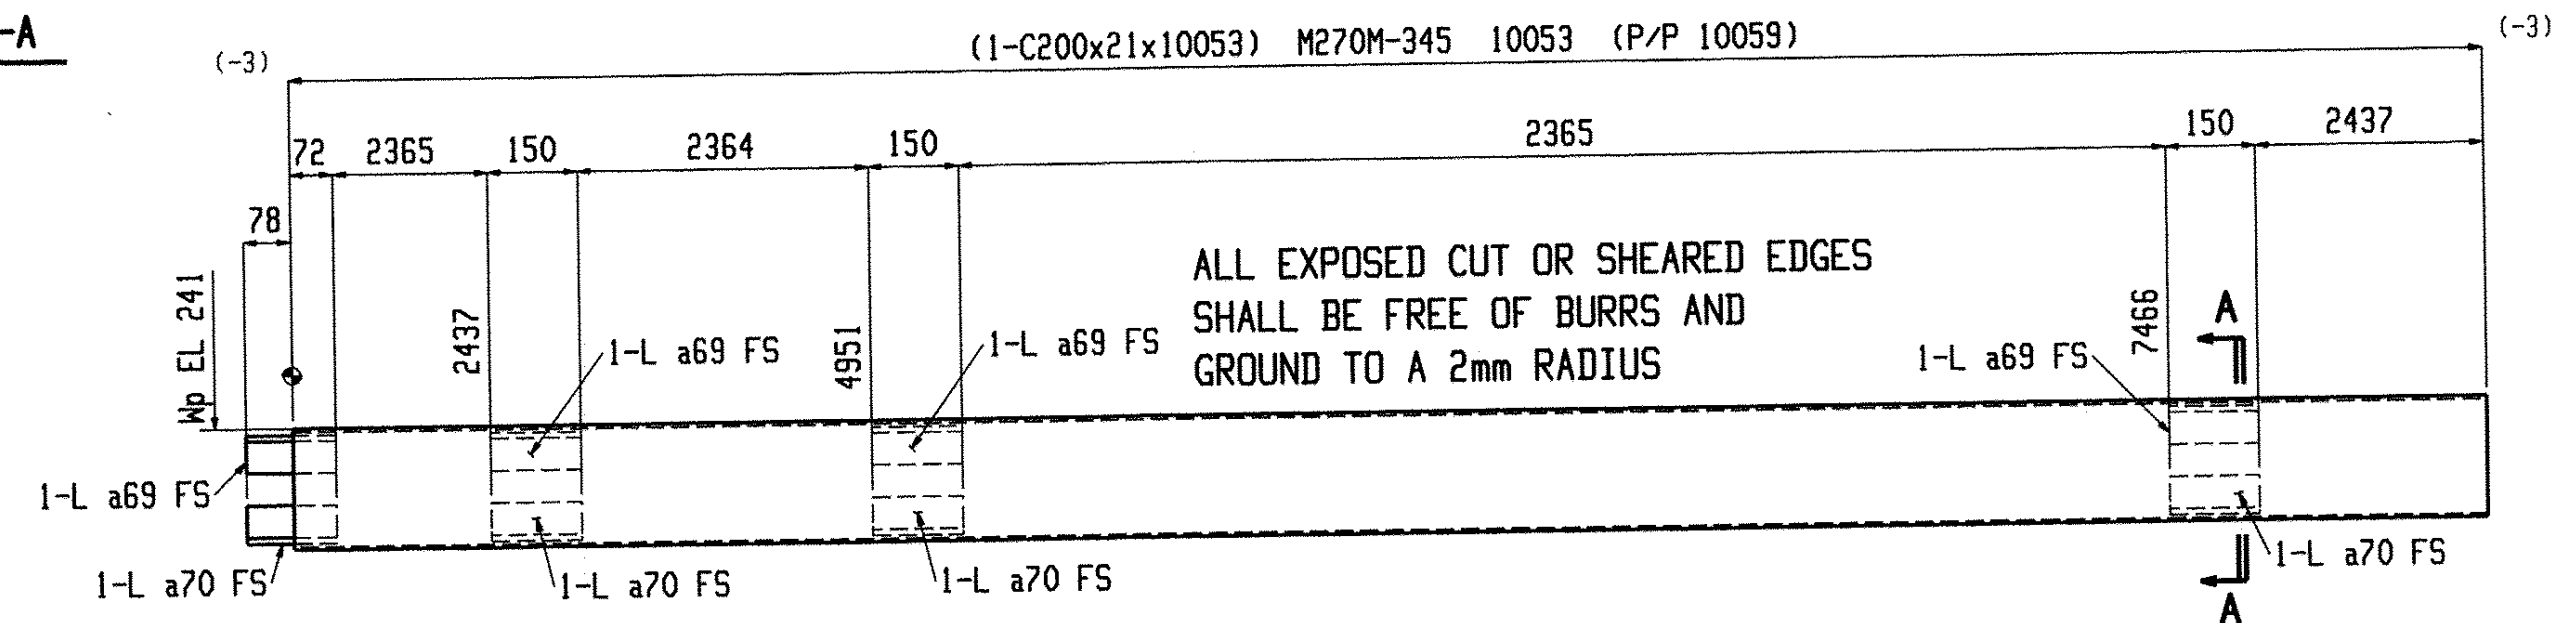 -A
(-3)
(1-C200x21x10053) M270M-345 10053 (P/P 10059)
(-3)
72 2365 150 2364 150 2365 150 2437
78
Wp EL 241
2437
4951
7466
1-L a69 FS
1-L a69 FS
1-L a69 FS
1-L a69 FS
ALL EXPOSED CUT OR SHEARED EDGES
SHALL BE FREE OF BURRS AND
GROUND TO A 2mm RADIUS
A
1-L a70 FS
1-L a70 FS
1-L a70 FS
1-L a70 FS
A